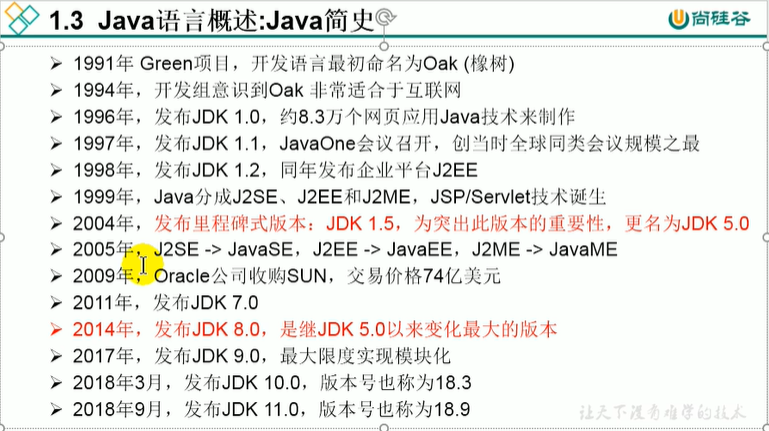 1.3 Java语言概述:Java简史
尚硅谷
1991年 Green项目，开发语言最初命名为Oak (橡树)
1994年，开发组意识到Oak 非常适合于互联网
1996年，发布JDK 1.0，约8.3万个网页应用Java技术来制作
1997年，发布JDK 1.1，JavaOne会议召开，创当时全球同类会议规模之最
1998年，发布JDK 1.2，同年发布企业平台J2EE
1999年，Java分成J2SE、J2EE和J2ME，JSP/Servlet技术诞生
2004年，发布里程碑式版本：JDK 1.5，为突出此版本的重要性，更名为JDK 5.0
2005年，J2SE -> JavaSE，J2EE -> JavaEE，J2ME -> JavaME
2009年，Oracle公司收购SUN，交易价格74亿美元
2011年，发布JDK 7.0
2014年，发布JDK 8.0，是继JDK 5.0以来变化最大的版本
2017年，发布JDK 9.0，最大限度实现模块化
2018年3月，发布JDK 10.0，版本号也称为18.3
2018年9月，发布JDK 11.0，版本号也称为18.9
让天下没有难学的技术